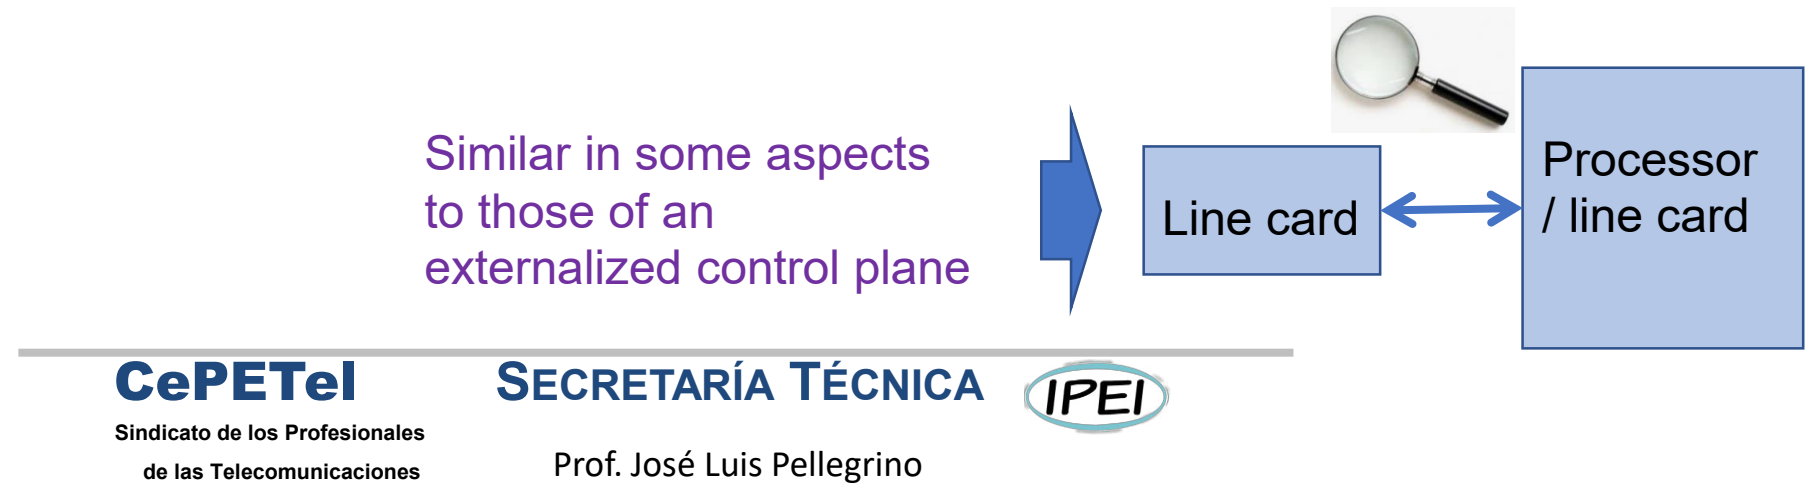 Similar in some aspects
to those of an
externalized control plane
Line card
Processor
/ line card
CePETel
SECRETARÍA TÉCNICA
IPEI
Sindicato de los Profesionales
de las Telecomunicaciones
Prof. José Luis Pellegrino